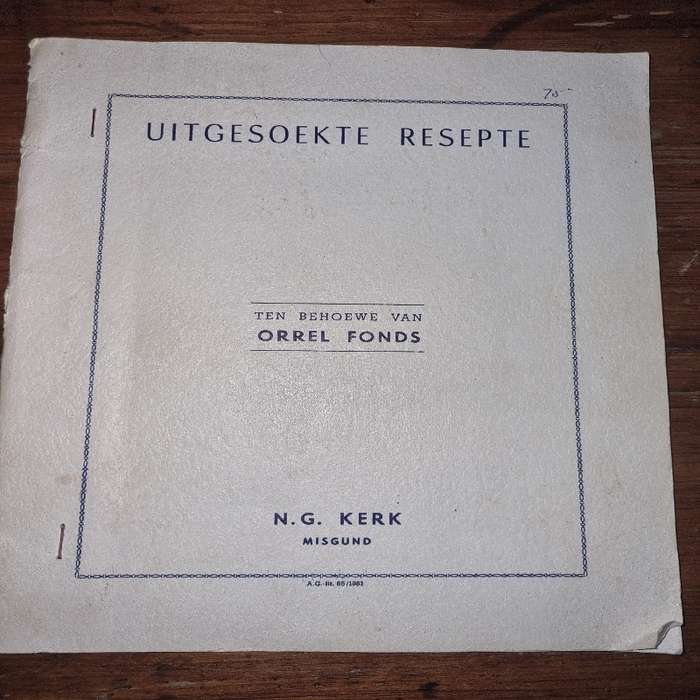 70-
UITGESOEKTE RESEPTE
TEN BEHOEWE VAN
ORREL FONDS
N.G. KERK
MISGUND